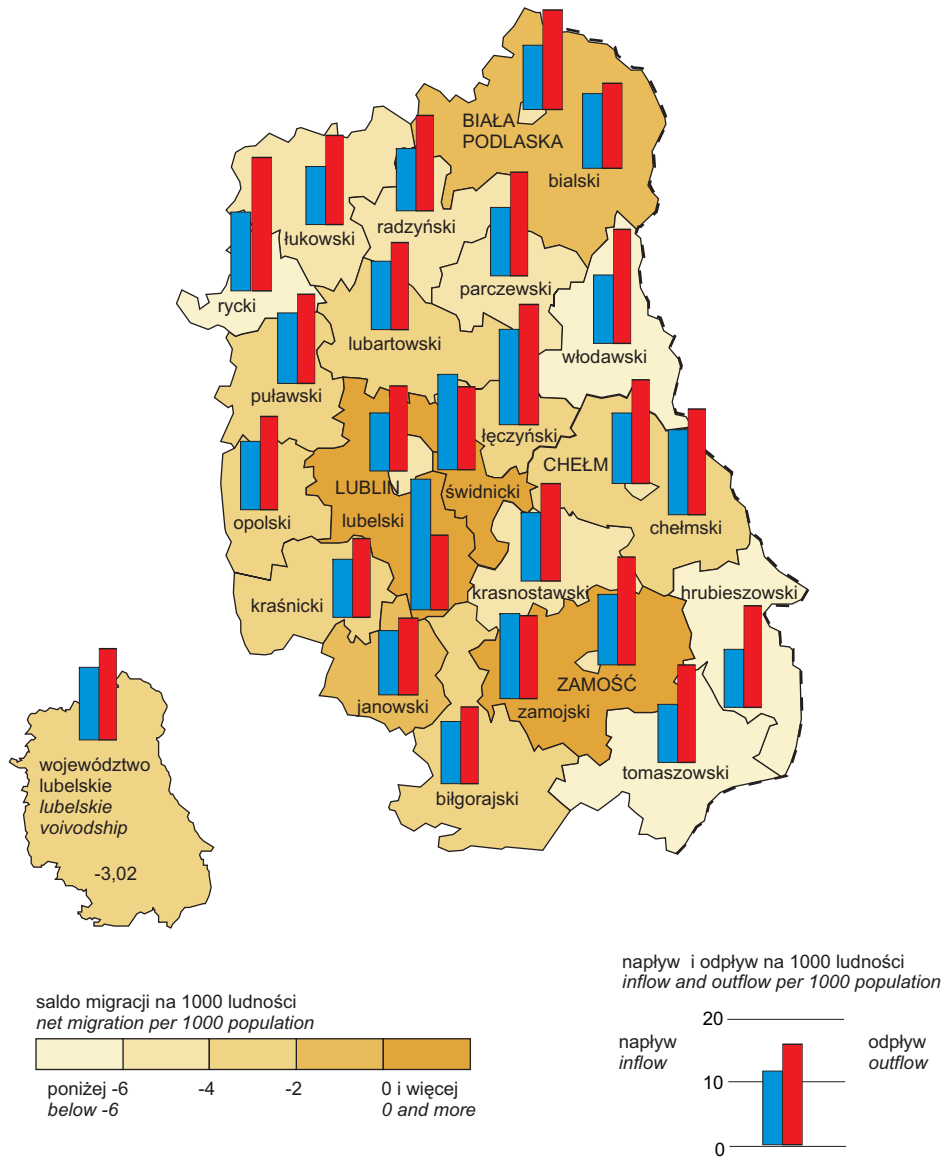 BIAŁA
PODLASKA
bialski
radzyński
łukowski
parczewski
rycki
lubartowski
włodawski
puławski
łęczyński
CHEŁM
LUBLIN
świdnicki
opolski
lubelski
chełmski
krasnostawski
hrubieszowski
kraśnicki
ZAMOŚĆ
janowski
zamojski
tomaszowski
biłgorajski
województwo
lubelskie
lubelskie
voivodship
-3,02
saldo migracji na 1000 ludności
net migration per 1000 population
poniżej -6
below -6
-4
-2
0 i więcej
0 and more
napływ i odpływ na 1000 ludności
inflow and outflow per 1000 population
20
napływ
inflow
odpływ
outflow
10
0